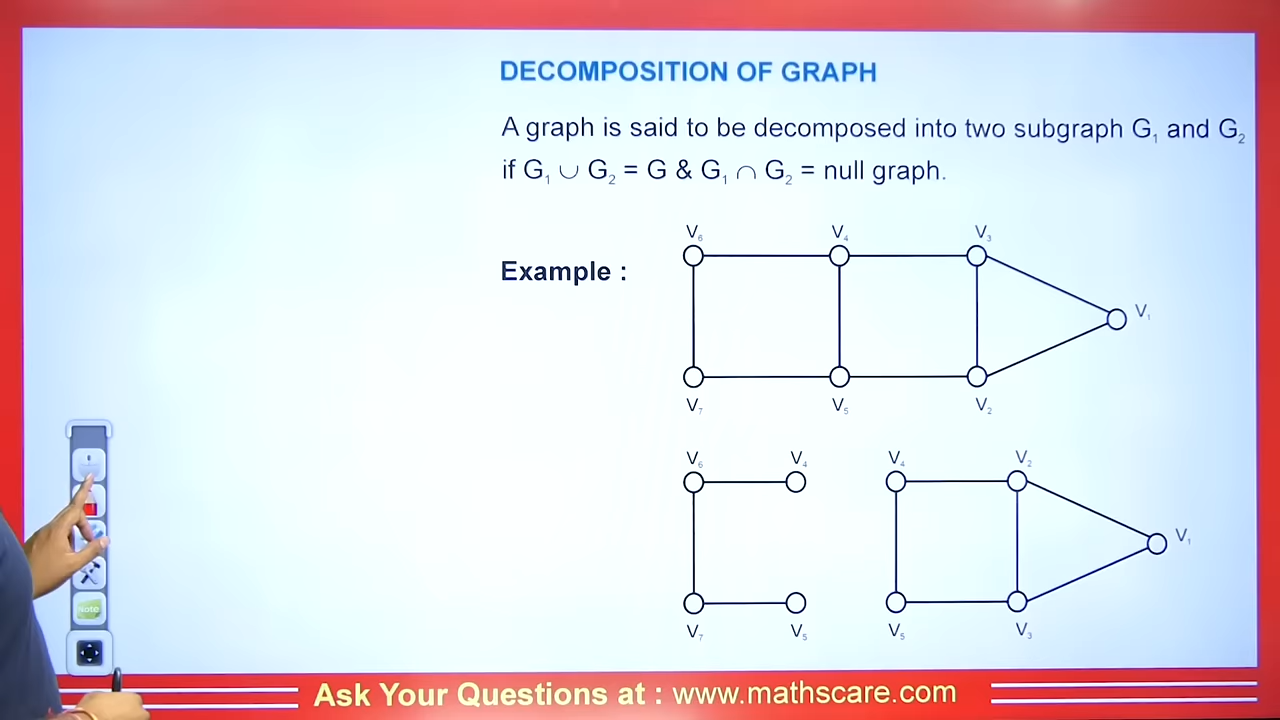 DECOMPOSITION OF GRAPH
A graph is said to be decomposed into two subgraph G₁ and G₂
if G₁ ∪ G₂ = G & G₁ ∩ G₂ = null graph.
V₆ V₄ V₃
Example :
V₁
V₇ V₅ V₂
V₆ V₄ V₄ V₂
V₁
Note
V₇ V₅ V₅ V₃
Ask Your Questions at : www.mathscare.com